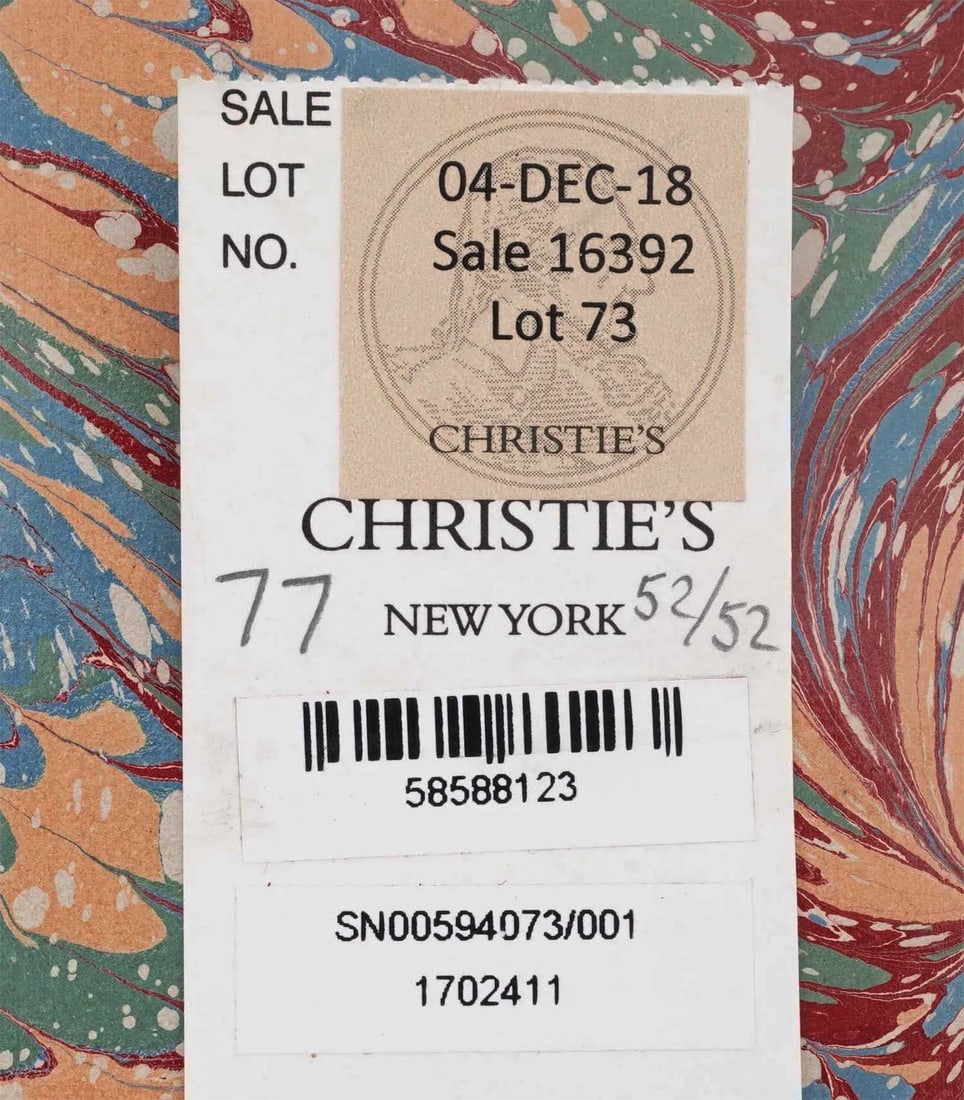 SALE
LOT
NO.
04-DEC-18
Sale 16392
Lot 73
CHRISTIE'S
CHRISTIE'S
77 NEW YORK 52/52
58588123
SN00594073/001
1702411